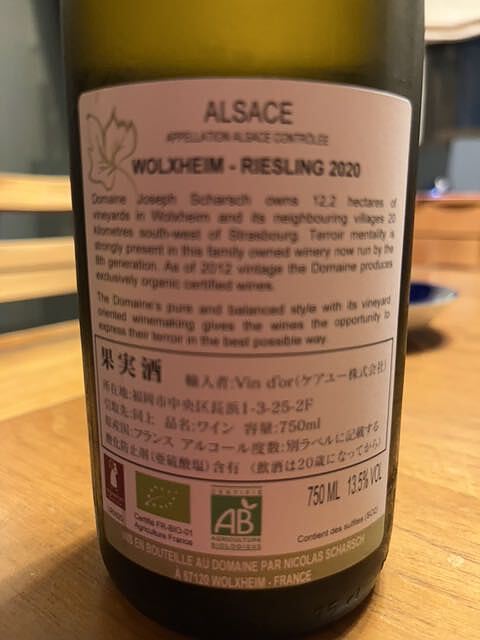 ALSACE
APPELLATION ALSACE CONTRÔLÉE
WOLXHEIM - RIESLING 2020
Domaine Joseph Scharsch owns 12,2 hectares of
vineyards in Wolxheim and its neighbouring villages 20
kilometres south-west of Strasbourg. Terroir mentality is
strongly present in this family owned winery now run by the
6th generation. As of 2012 vintage the Domaine produces
exclusively organic certified wines.
The Domaine's pure and balanced style with its vineyard
oriented winemaking gives the wines the opportunity to
express their terroir in the best possible way.
果実酒 輸入者:Vin d'or(ケアユー株式会社)
所在地:福岡市中央区長浜1-3-25-2F
引取先:同上 品名:ワイン 容量:750ml
原産国:フランス アルコール度数:別ラベルに記載する
酸化防止剤(亜硫酸塩)含有 (飲酒は20歳になってから)
CERTIFIÉ
AB
AGRICULTURE
BIOLOGIQUE
Certifié FR-BIO-01
Agriculture France
750 ML 13.5% VOL
Contient des sulfites (SO2)
MIS EN BOUTEILLE AU DOMAINE PAR NICOLAS SCHARSCH
À 67120 WOLXHEIM - FRANCE